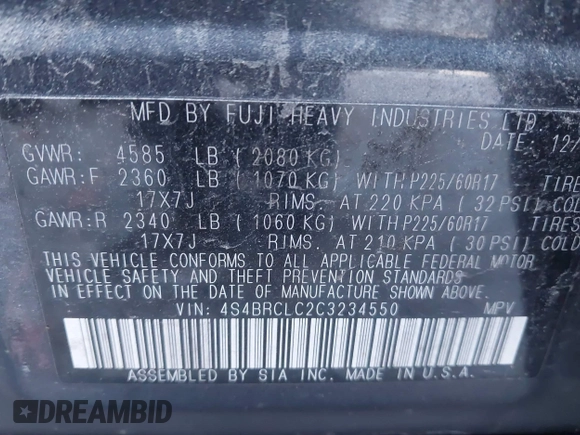 MFD BY FUJI HEAVY INDUSTRIES LTD.
DATE: 12/
GVWR: 4585 LB ( 2080 KG)
GAWR:F 2360 LB ( 1070 KG) WITH P225/60R17 TIRE
17X7J RIMS. AT 220 KPA ( 32 PSI) COLD
GAWR:R 2340 LB ( 1060 KG) WITH P225/60R17 TIRES
17X7J RIMS. AT 210 KPA ( 30 PSI) COLD
THIS VEHICLE CONFORMS TO ALL APPLICABLE FEDERAL MOTOR
VEHICLE SAFETY AND THEFT PREVENTION STANDARDS
IN EFFECT ON THE DATE OF MANUFACTURE SHOWN ABOVE.
VIN: 4S4BRCLC2C3234550 MPV
ASSEMBLED BY SIA INC. MADE IN U.S.A.
DREAMBID